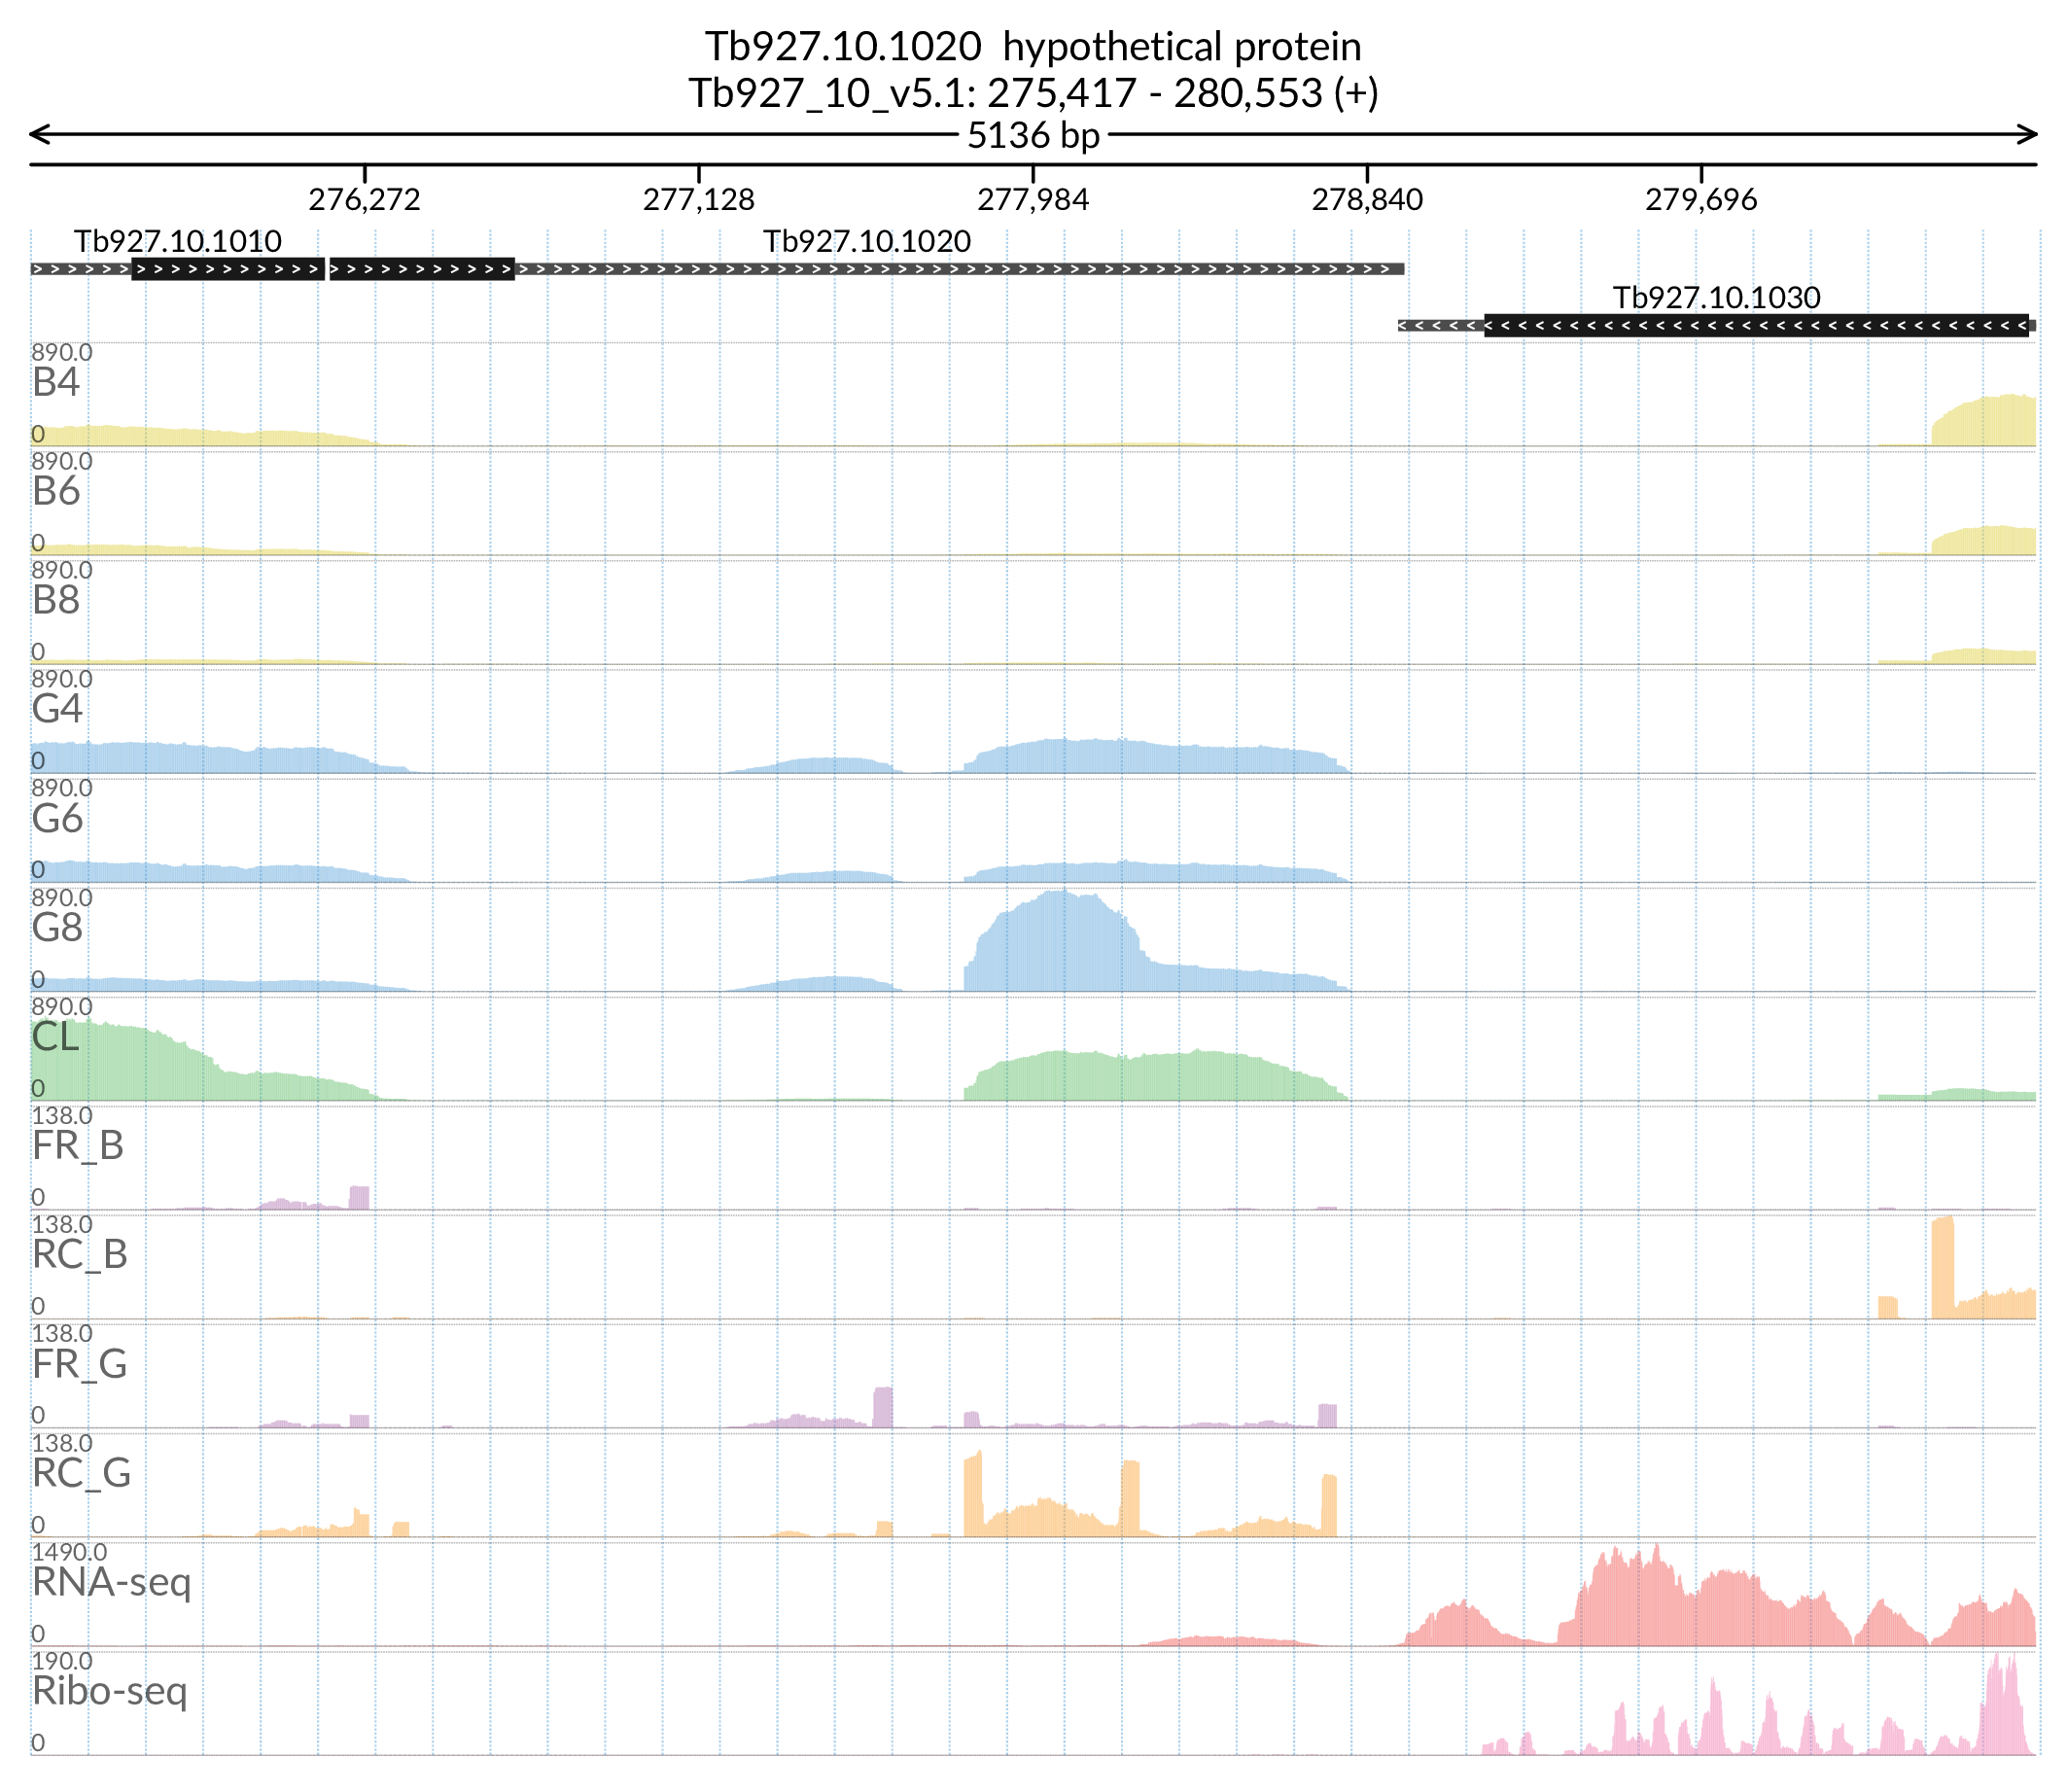 Tb927.10.1020 hypothetical protein
Tb927_10_v5.1: 275,417 - 280,553 (+)
5136 bp
276,272 277,128 277,984 278,840 279,696
Tb927.10.1010 Tb927.10.1020
Tb927.10.1030
890.0
B4
0
890.0
B6
0
890.0
B8
0
890.0
G4
0
890.0
G6
0
890.0
G8
0
890.0
CL
0
138.0
FR_B
0
138.0
RC_B
0
138.0
FR_G
0
138.0
RC_G
0
1490.0
RNA-seq
0
190.0
Ribo-seq
0